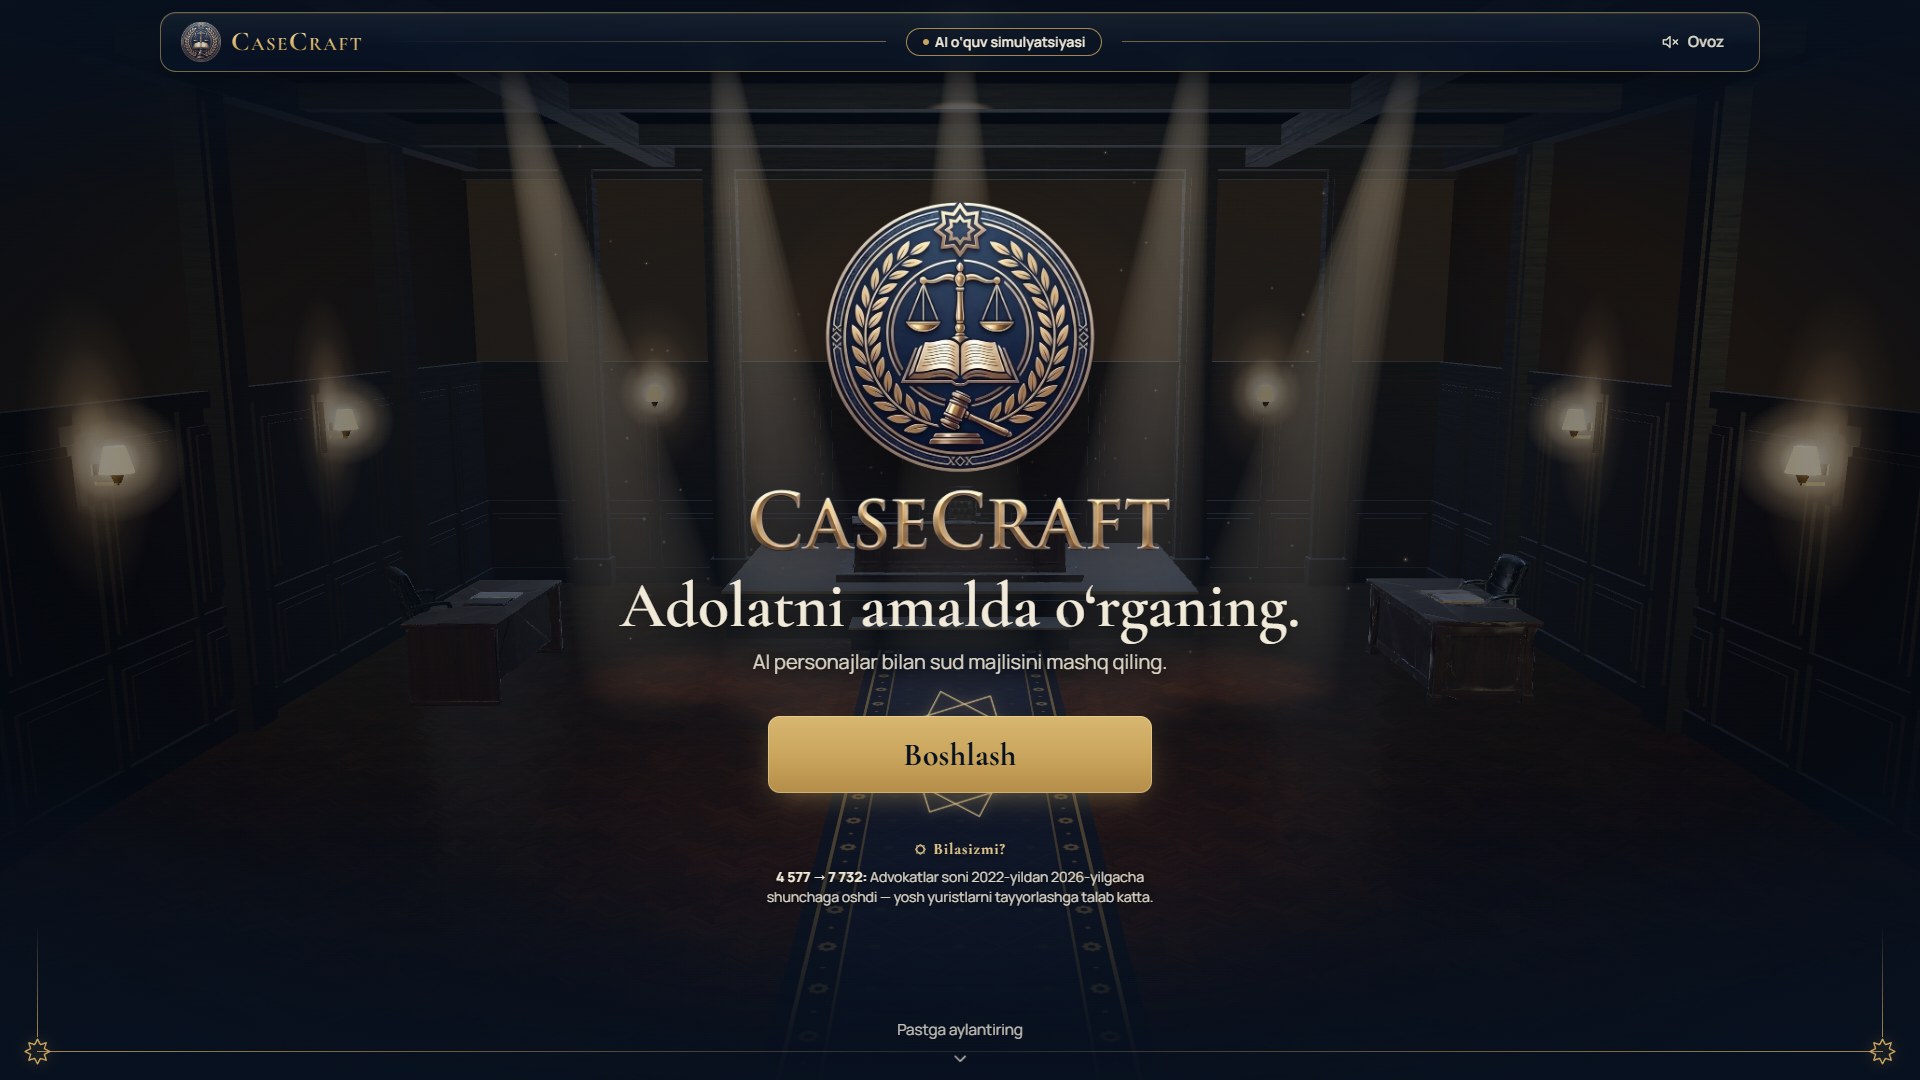 CASECRAFT
AI o‘quv simulyatsiyasi
Ovoz
CASECRAFT
Adolatni amalda o‘rganing.
AI personajlar bilan sud majlisini mashq qiling.
Boshlash
Bilasizmi?
4 577 → 7 732: Advokatlar soni 2022-yildan 2026-yilgacha
shunchaga oshdi — yosh yuristlarni tayyorlashga talab katta.
Pastga aylantiring